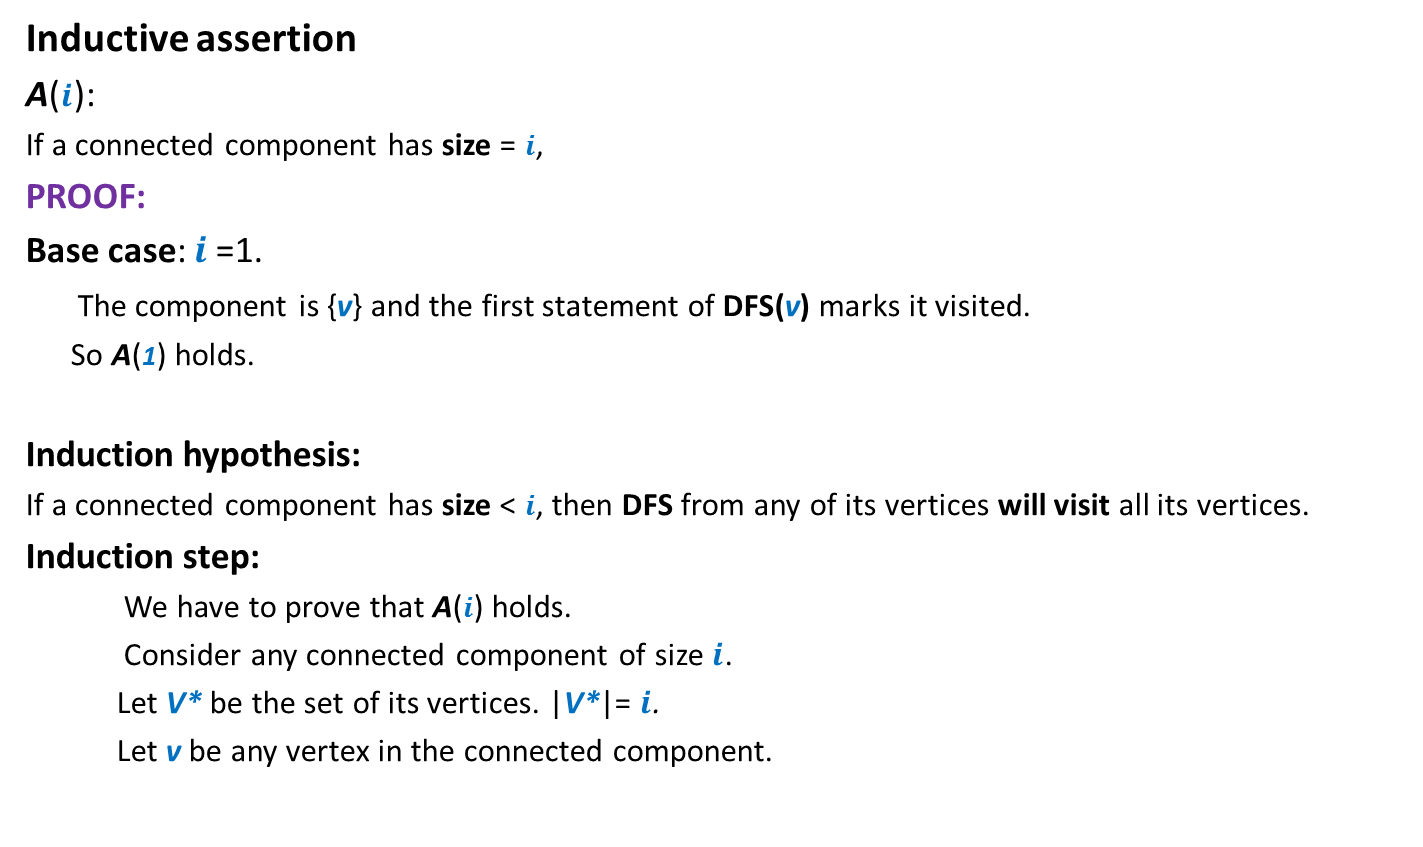 Inductive assertion
A(i):
If a connected component has size = i,
PROOF:
Base case: i =1.
The component is {v} and the first statement of DFS(v) marks it visited.
So A(1) holds.
Induction hypothesis:
If a connected component has size < i, then DFS from any of its vertices will visit all its vertices.
Induction step:
We have to prove that A(i) holds.
Consider any connected component of size i.
Let V* be the set of its vertices. |V*|= i.
Let v be any vertex in the connected component.